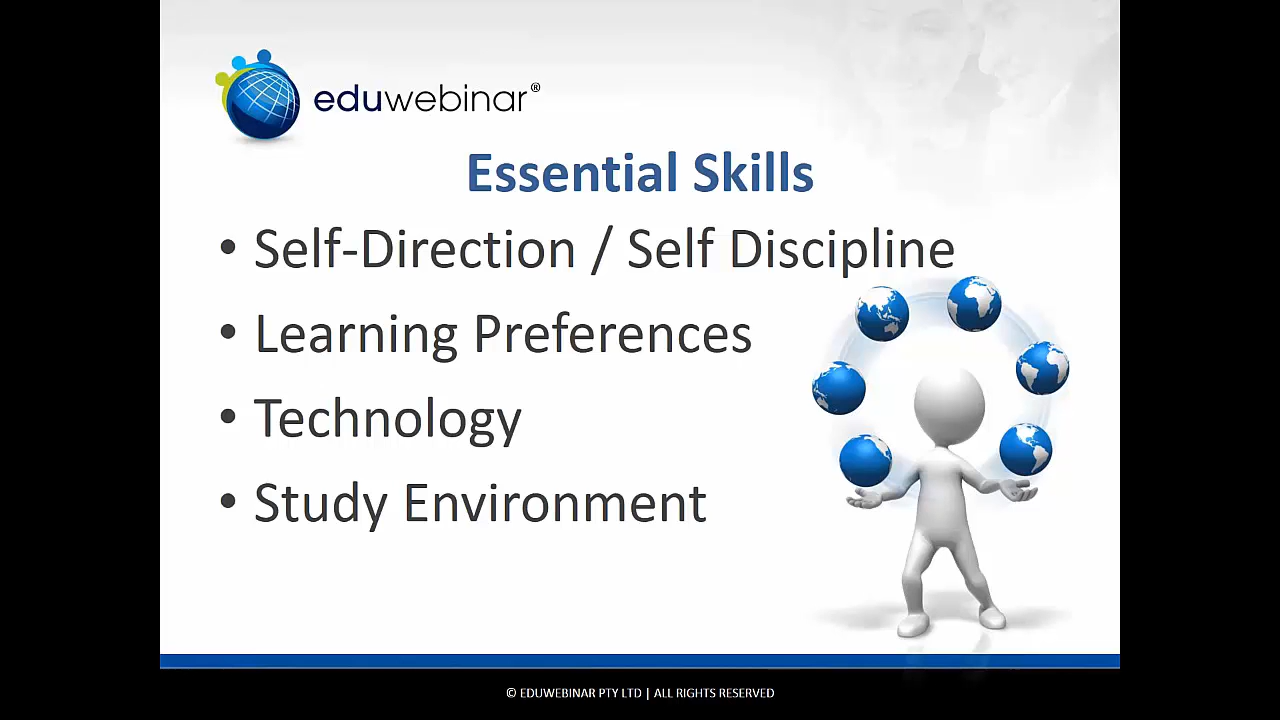 eduwebinar®
Essential Skills
• Self-Direction / Self Discipline
• Learning Preferences
• Technology
• Study Environment
© EDUWEBINAR PTY LTD | ALL RIGHTS RESERVED